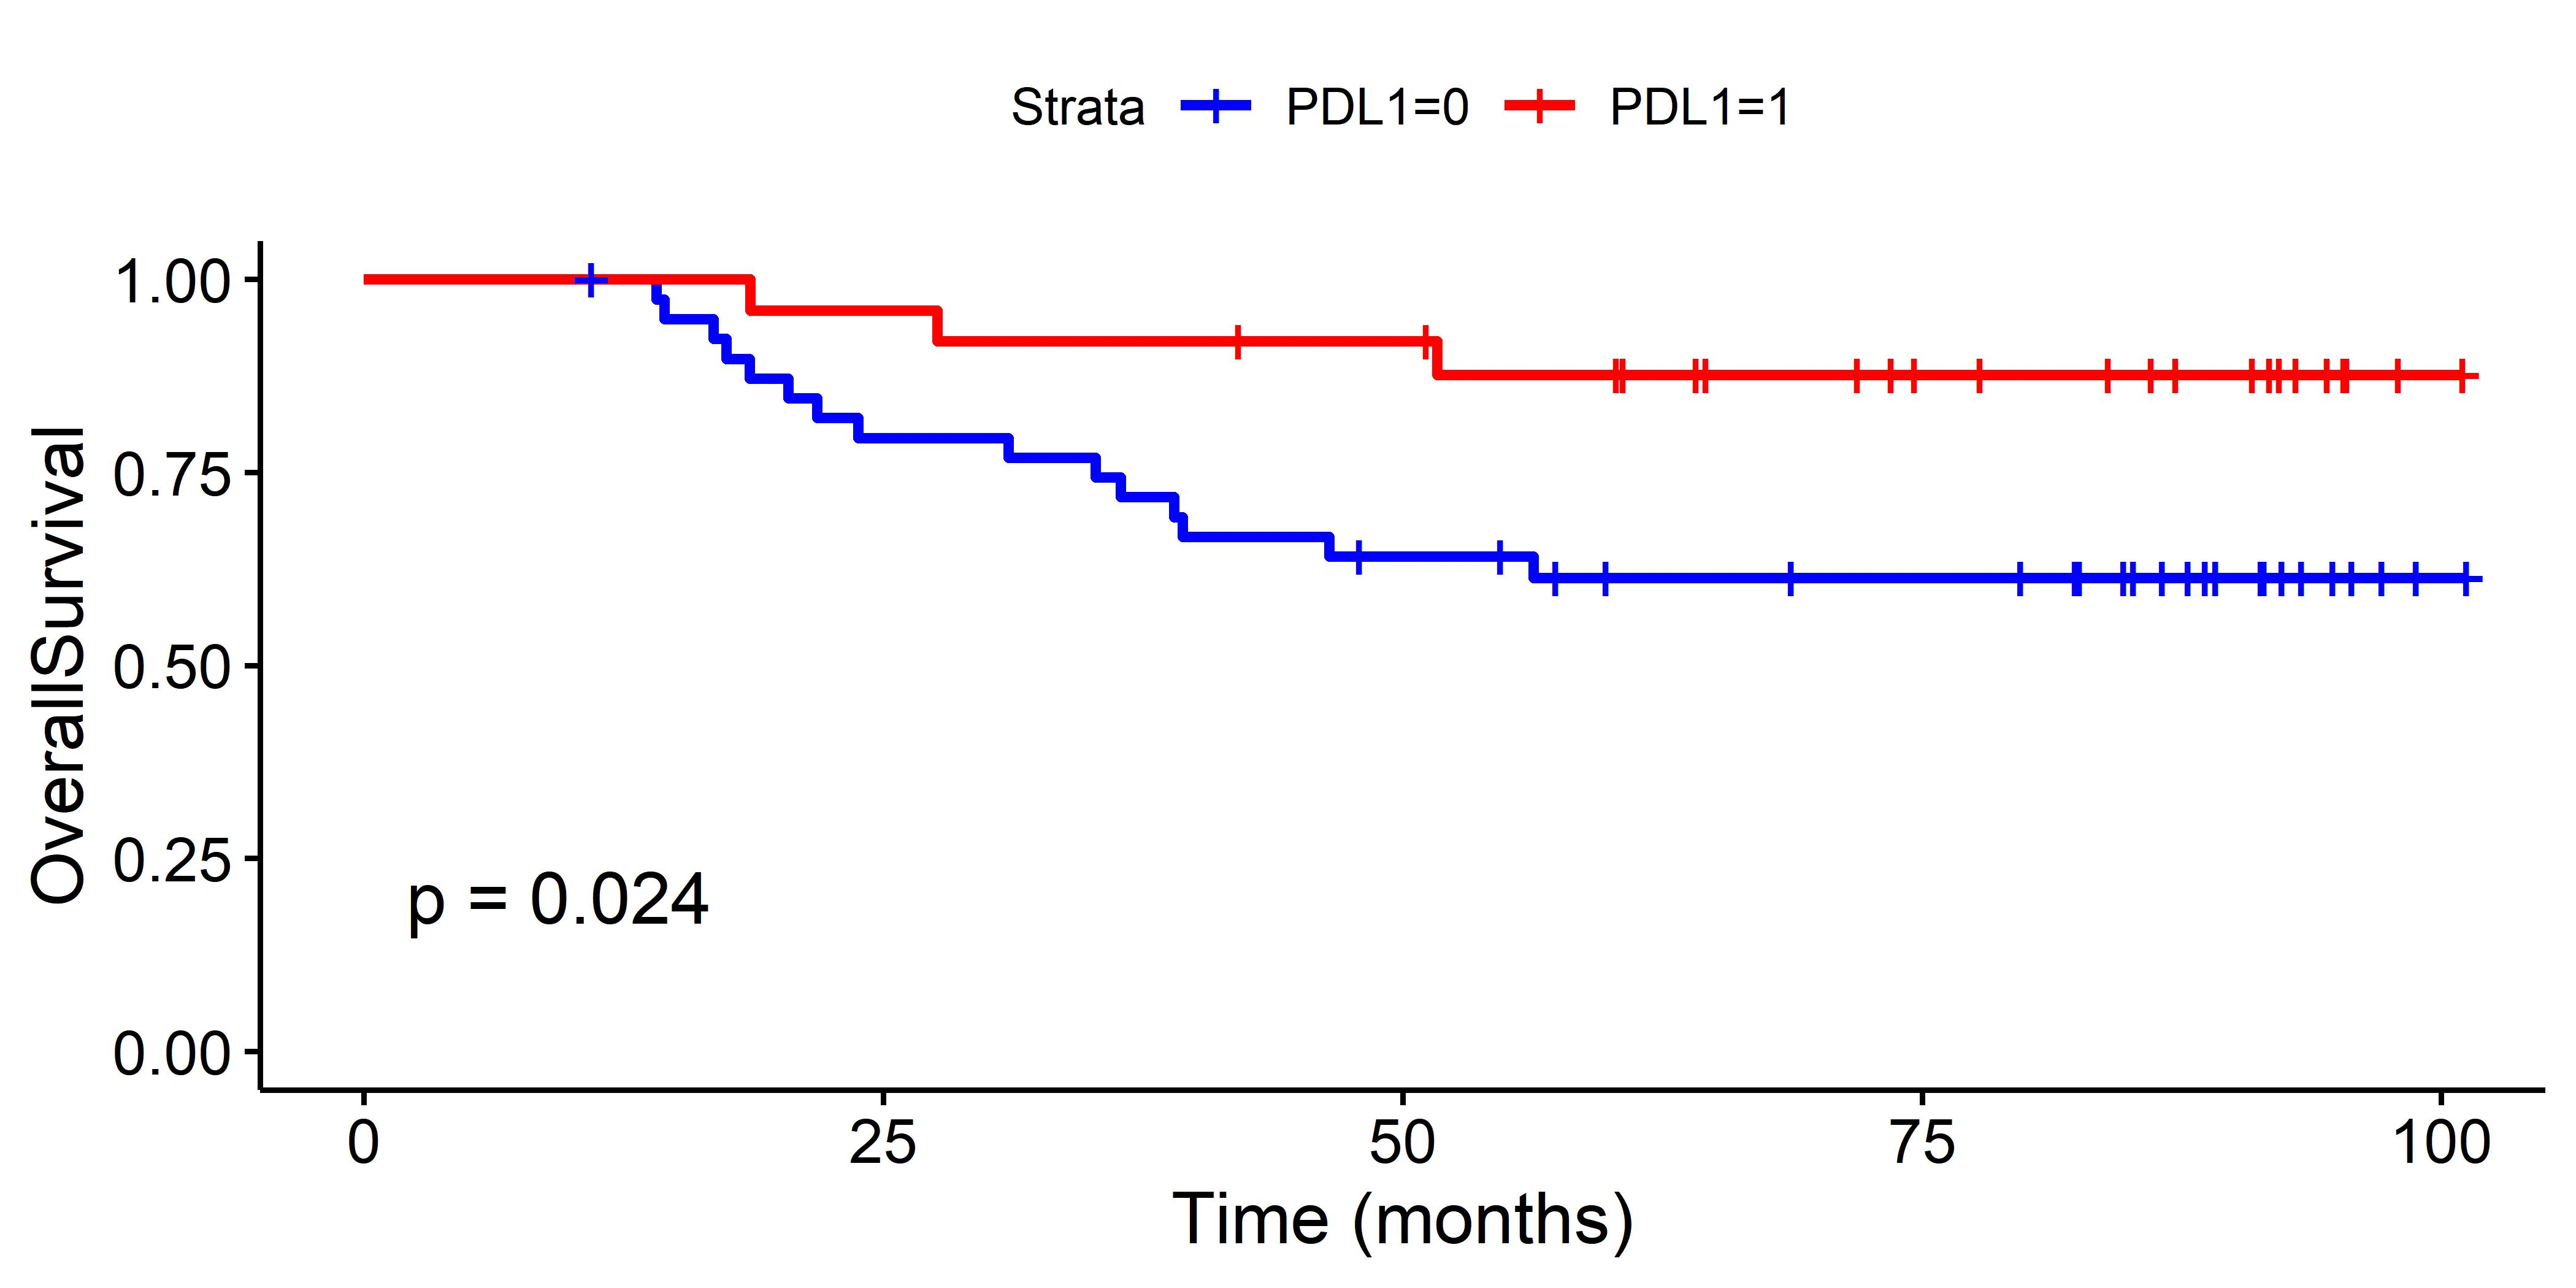 Strata PDL1=0 PDL1=1
OverallSurvival
1.00
0.75
0.50
0.25
0.00
p = 0.024
0 25 50 75 100
Time (months)